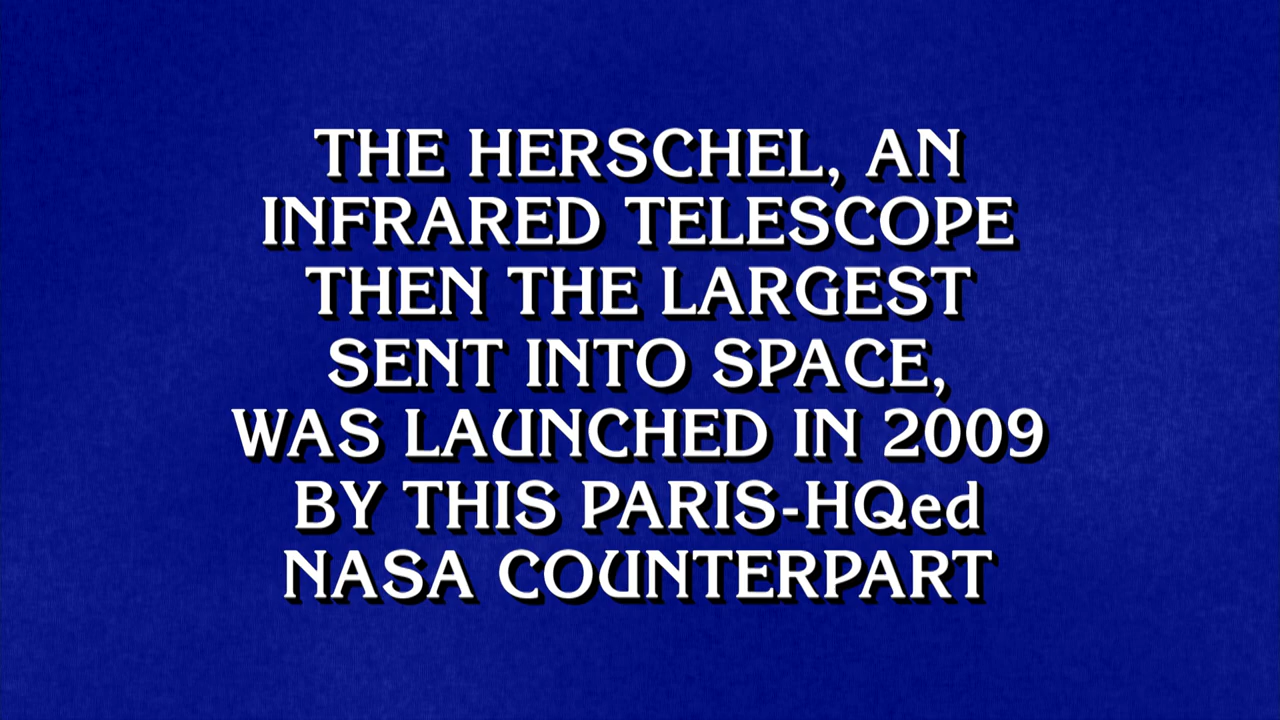 THE HERSCHEL, AN
INFRARED TELESCOPE
THEN THE LARGEST
SENT INTO SPACE,
WAS LAUNCHED IN 2009
BY THIS PARIS-HQed
NASA COUNTERPART